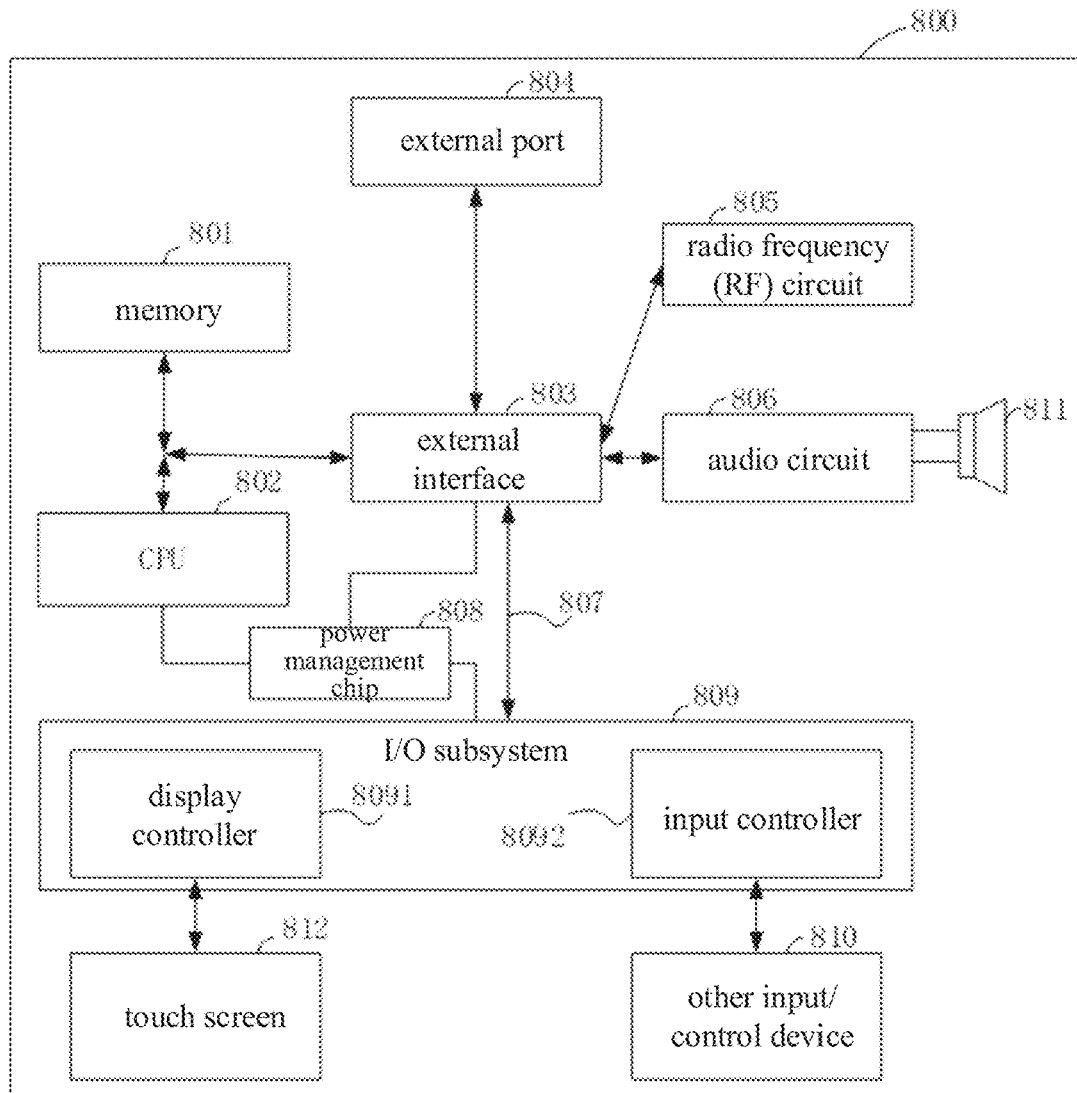 800
804
external port
805
radio frequency
(RF) circuit
801
memory
803
external
interface
806
audio circuit
811
802
CPU
807
808
power
management
chip
809
I/O subsystem
display
controller
8091
8092
input controller
812
touch screen
810
other input/
control device